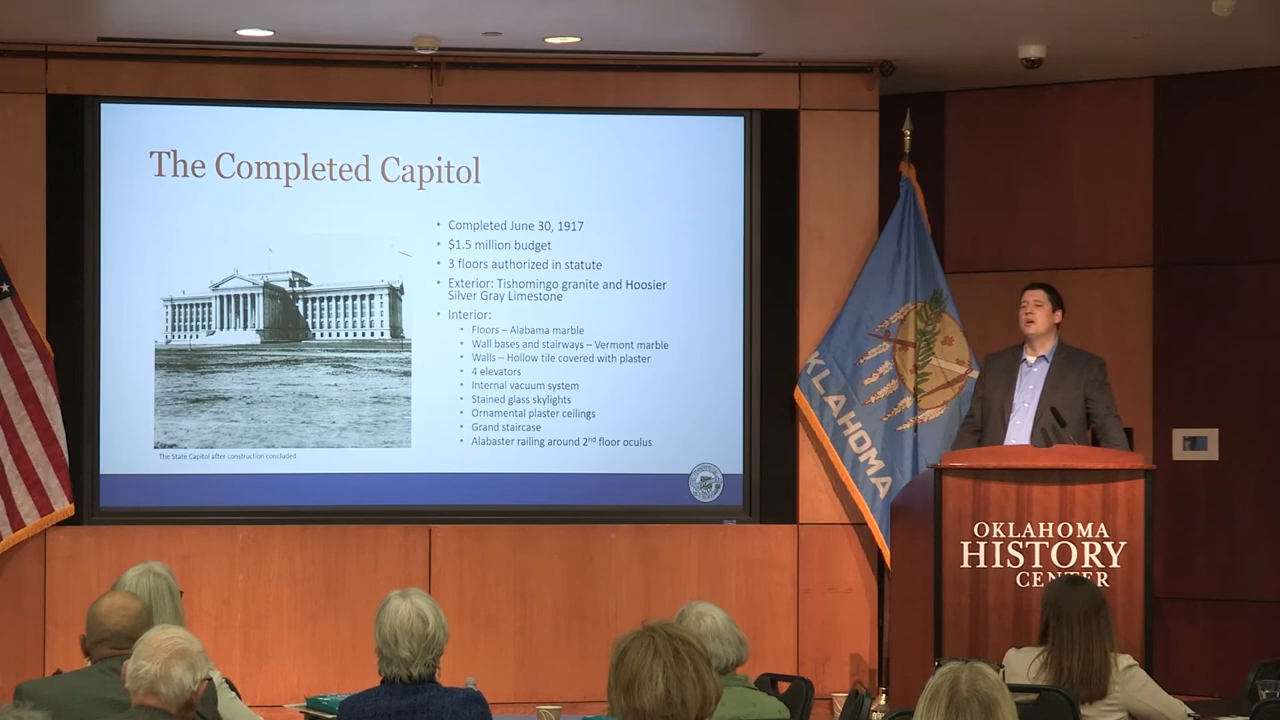 The Completed Capitol
• Completed June 30, 1917
• $1.5 million budget
• 3 floors authorized in statute
• Exterior: Tishomingo granite and Hoosier
Silver Gray Limestone
• Interior:
• Floors – Alabama marble
• Wall bases and stairways – Vermont marble
• Walls – Hollow tile covered with plaster
• 4 elevators
• Internal vacuum system
• Stained glass skylights
• Ornamental plaster ceilings
• Grand staircase
• Alabaster railing around 2nd floor oculus
The State Capitol after construction concluded
KLAHOMA
OKLAHOMA
HISTORY
CENTER